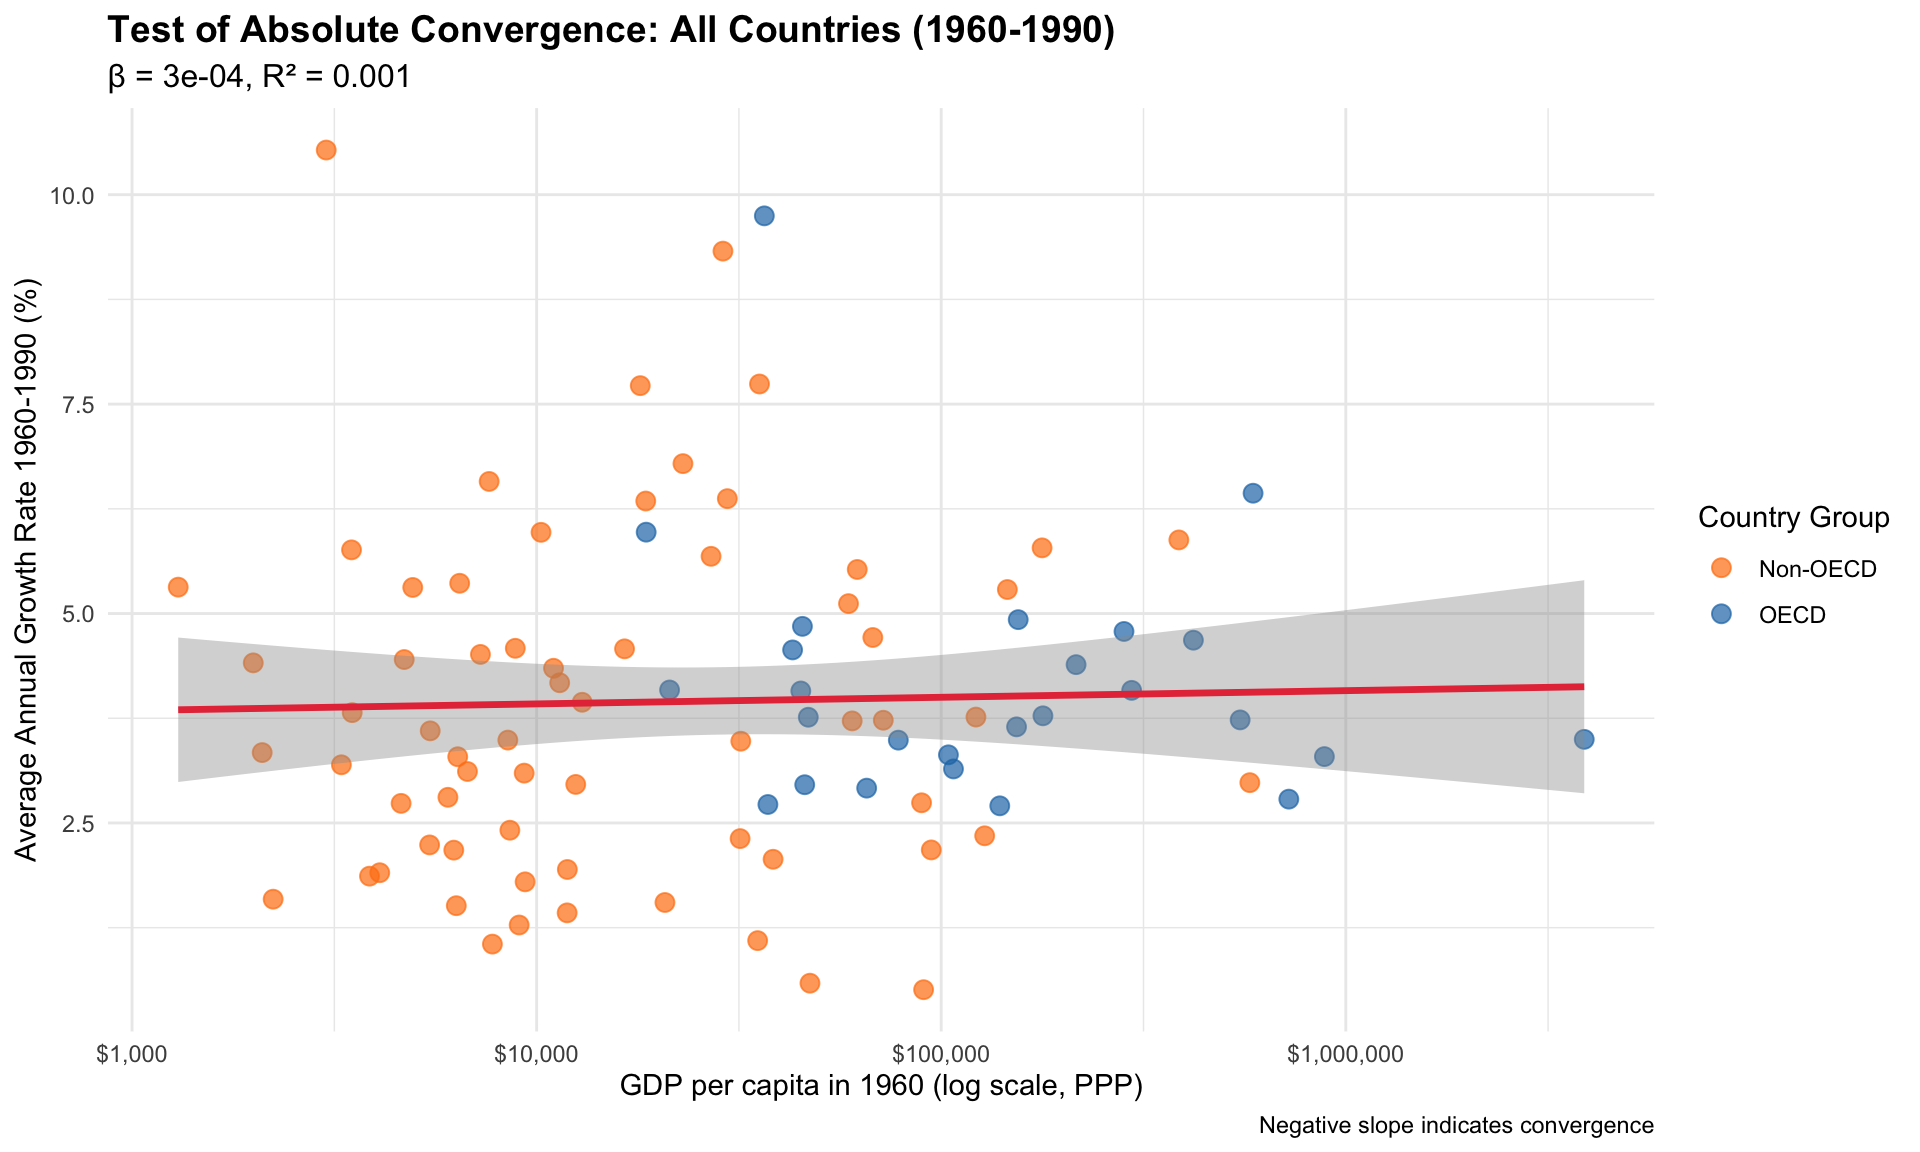 Test of Absolute Convergence: All Countries (1960-1990)
β = 3e-04, R² = 0.001
Average Annual Growth Rate 1960-1990 (%)
10.0
7.5
5.0
2.5
$1,000
$10,000
$100,000
$1,000,000
GDP per capita in 1960 (log scale, PPP)
Country Group
Non-OECD
OECD
Negative slope indicates convergence